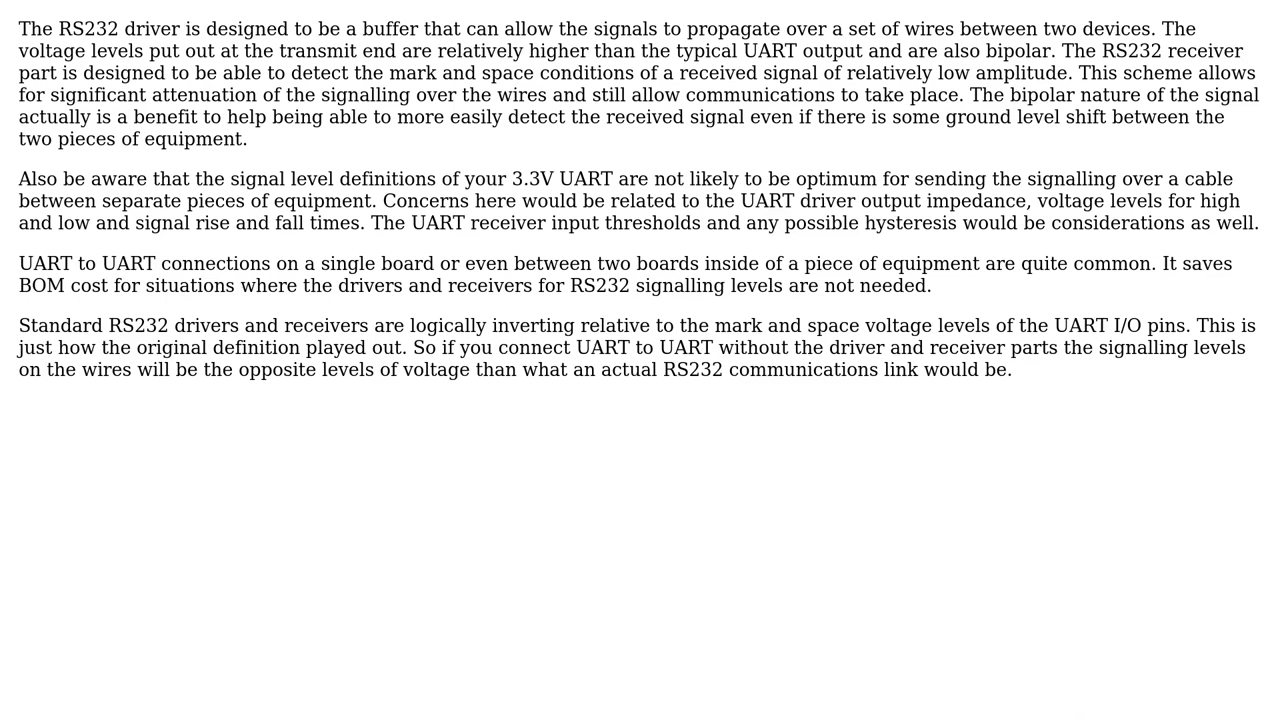 The RS232 driver is designed to be a buffer that can allow the signals to propagate over a set of wires between two devices. The
voltage levels put out at the transmit end are relatively higher than the typical UART output and are also bipolar. The RS232 receiver
part is designed to be able to detect the mark and space conditions of a received signal of relatively low amplitude. This scheme allows
for significant attenuation of the signalling over the wires and still allow communications to take place. The bipolar nature of the signal
actually is a benefit to help being able to more easily detect the received signal even if there is some ground level shift between the
two pieces of equipment.
Also be aware that the signal level definitions of your 3.3V UART are not likely to be optimum for sending the signalling over a cable
between separate pieces of equipment. Concerns here would be related to the UART driver output impedance, voltage levels for high
and low and signal rise and fall times. The UART receiver input thresholds and any possible hysteresis would be considerations as well.
UART to UART connections on a single board or even between two boards inside of a piece of equipment are quite common. It saves
BOM cost for situations where the drivers and receivers for RS232 signalling levels are not needed.
Standard RS232 drivers and receivers are logically inverting relative to the mark and space voltage levels of the UART I/O pins. This is
just how the original definition played out. So if you connect UART to UART without the driver and receiver parts the signalling levels
on the wires will be the opposite levels of voltage than what an actual RS232 communications link would be.